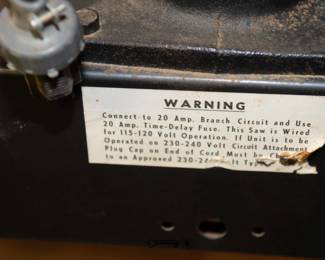 WARNING
Connect to 20 Amp. Branch Circuit and Use
20 Amp. Time-Delay Fuse. This Saw is Wired
for 115-120 Volt Operation. If Unit is to be
Operated on 230-240 Volt Circuit Attachment
Plug Cap on End of Cord Must be
to an Approved 230-